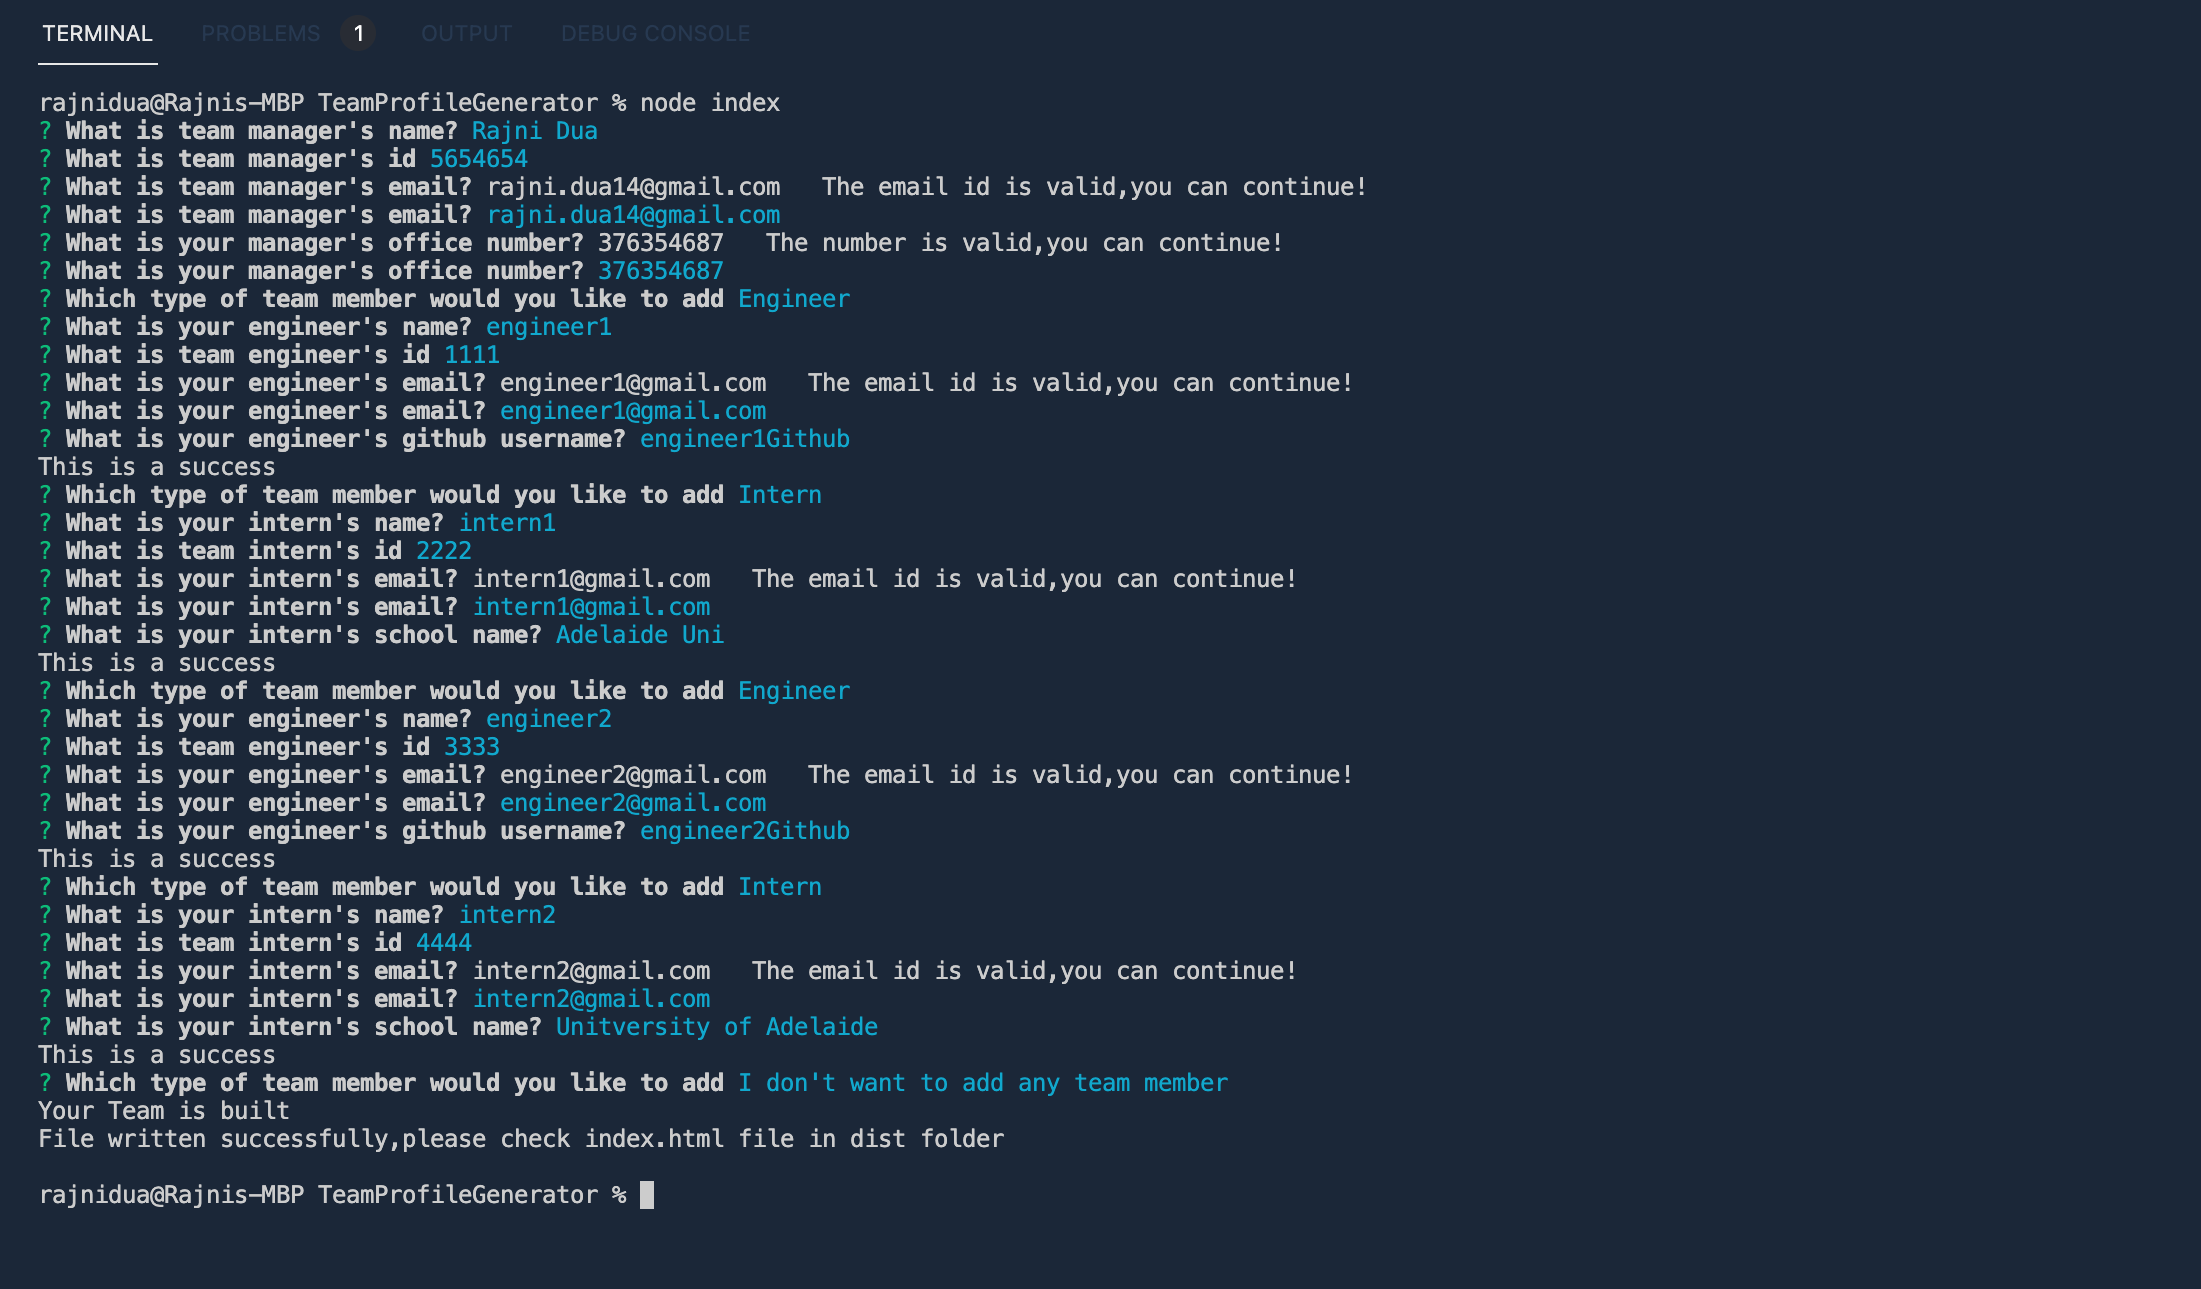 TERMINAL PROBLEMS 1 OUTPUT DEBUG CONSOLE
rajnidua@Rajnis-MBP TeamProfileGenerator % node index
? What is team manager's name? Rajni Dua
? What is team manager's id 5654654
? What is team manager's email? rajni.dua14@gmail.com   The email id is valid,you can continue!
? What is team manager's email? rajni.dua14@gmail.com
? What is your manager's office number? 376354687   The number is valid,you can continue!
? What is your manager's office number? 376354687
? Which type of team member would you like to add Engineer
? What is your engineer's name? engineer1
? What is team engineer's id 1111
? What is your engineer's email? engineer1@gmail.com   The email id is valid,you can continue!
? What is your engineer's email? engineer1@gmail.com
? What is your engineer's github username? engineer1Github
This is a success
? Which type of team member would you like to add Intern
? What is your intern's name? intern1
? What is team intern's id 2222
? What is your intern's email? intern1@gmail.com   The email id is valid,you can continue!
? What is your intern's email? intern1@gmail.com
? What is your intern's school name? Adelaide Uni
This is a success
? Which type of team member would you like to add Engineer
? What is your engineer's name? engineer2
? What is team engineer's id 3333
? What is your engineer's email? engineer2@gmail.com   The email id is valid,you can continue!
? What is your engineer's email? engineer2@gmail.com
? What is your engineer's github username? engineer2Github
This is a success
? Which type of team member would you like to add Intern
? What is your intern's name? intern2
? What is team intern's id 4444
? What is your intern's email? intern2@gmail.com   The email id is valid,you can continue!
? What is your intern's email? intern2@gmail.com
? What is your intern's school name? Unitversity of Adelaide
This is a success
? Which type of team member would you like to add I don't want to add any team member
Your Team is built
File written successfully,please check index.html file in dist folder
rajnidua@Rajnis-MBP TeamProfileGenerator %